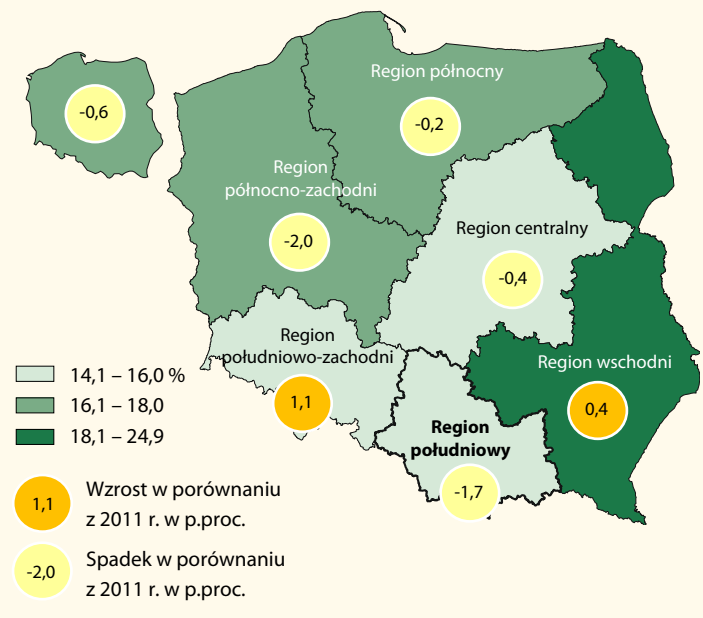 Region północny
-0,6
-0,2
Region
północno-zachodni
-2,0
Region centralny
-0,4
Region
południowo-zachodni
1,1
Region wschodni
0,4
Region
południowy
-1,7
14,1 – 16,0 %
16,1 – 18,0
18,1 – 24,9
1,1
Wzrost w porównaniu
z 2011 r. w p.proc.
-2,0
Spadek w porównaniu
z 2011 r. w p.proc.